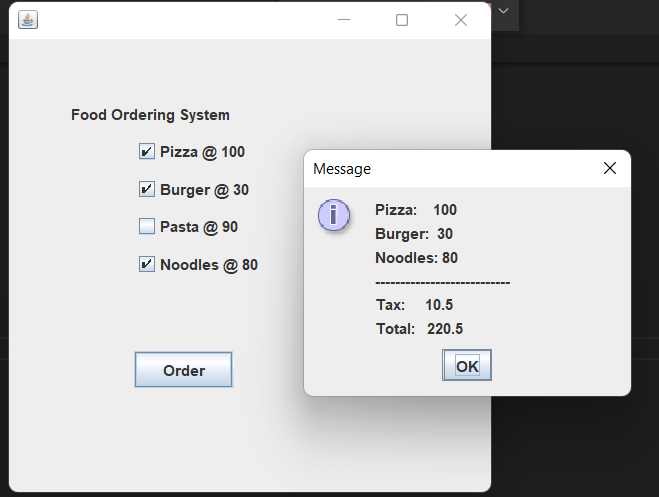 Food Ordering System
Pizza @ 100
Burger @ 30
Pasta @ 90
Noodles @ 80
Order
Message
Pizza: 100
Burger: 30
Noodles: 80
---------------------------
Tax: 10.5
Total: 220.5
OK